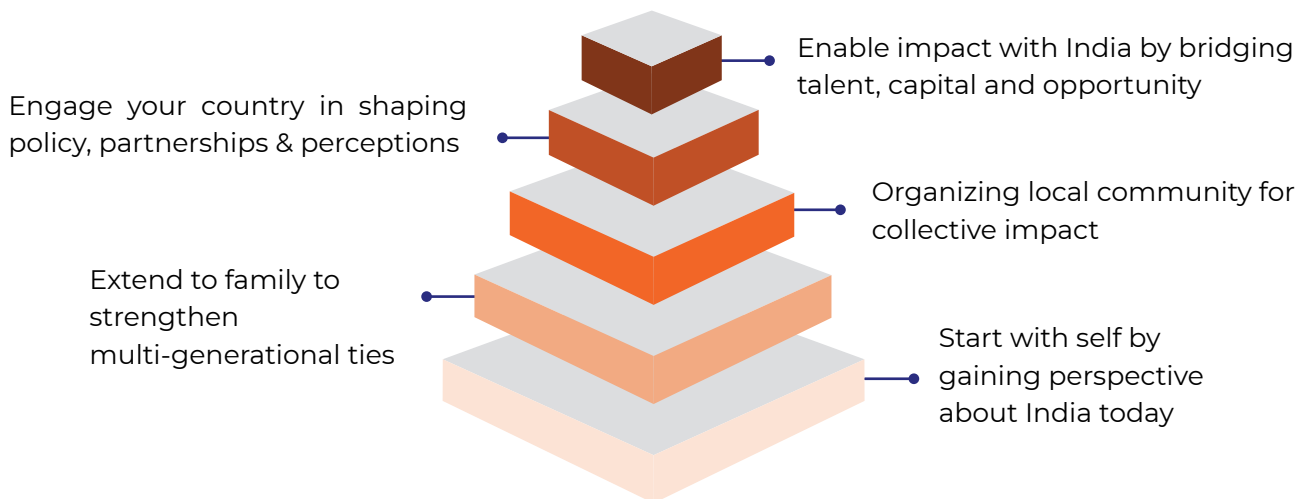 Enable impact with India by bridging
talent, capital and opportunity
Engage your country in shaping
policy, partnerships & perceptions
Organizing local community for
collective impact
Extend to family to
strengthen
multi-generational ties
Start with self by
gaining perspective
about India today